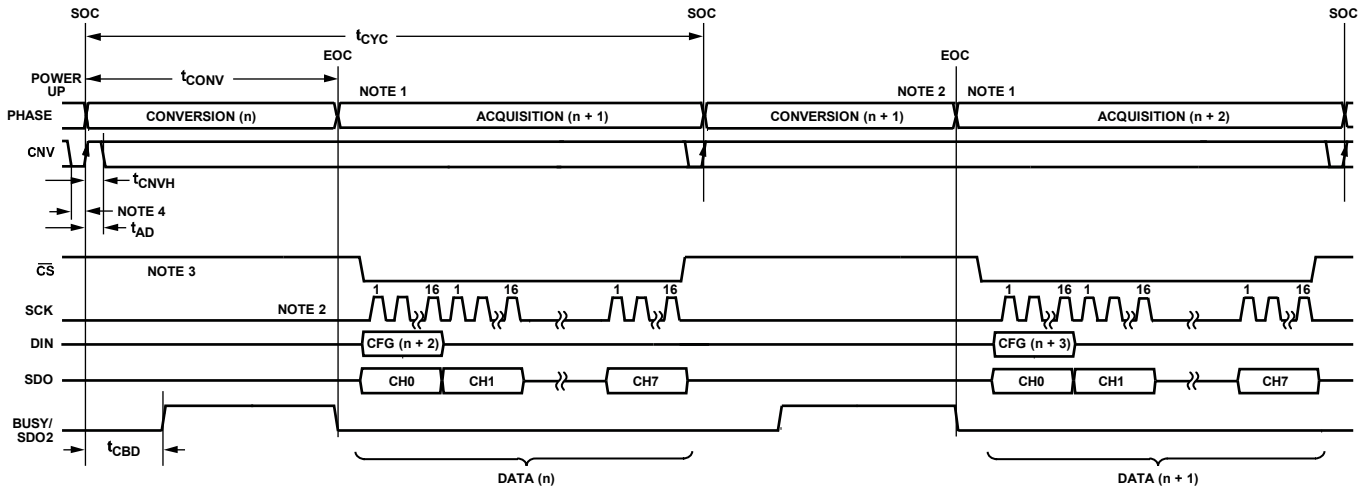 SOC
SOC
SOC
tCYC
EOC
EOC
POWER
UP
tCONV
NOTE 1
NOTE 2
NOTE 1
PHASE
CONVERSION (n)
ACQUISITION (n + 1)
CONVERSION (n + 1)
ACQUISITION (n + 2)
CNV
tCNVH
NOTE 4
tAD
CS
NOTE 3
1
16
1
16
1
16
1
16
1
16
1
16
SCK
NOTE 2
DIN
CFG (n + 2)
CFG (n + 3)
SDO
CH0
CH1
CH7
CH0
CH1
CH7
BUSY/
SDO2
tCBD
DATA (n)
DATA (n + 1)